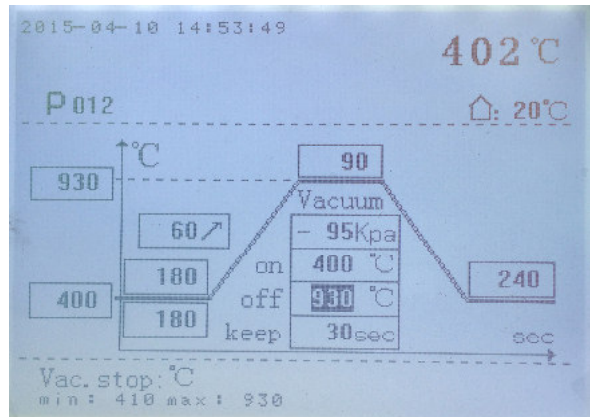 2015-04-10 14:53:49
402℃
P012
: 20℃
℃
90
930
Vacuum
60↗
- 95Kpa
180
on 400 ℃
240
400
off 930 ℃
180
keep 30sec
sec
Vac. stop: ℃
min: 410 max: 930